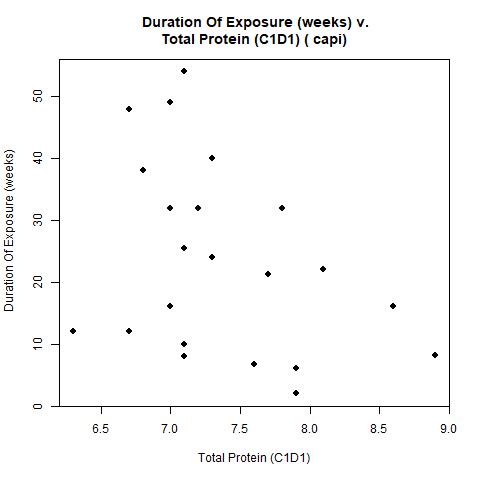 Duration Of Exposure (weeks) v.
Total Protein (C1D1) ( capi)
Duration Of Exposure (weeks)
50
40
30
20
10
0
6.5 7.0 7.5 8.0 8.5 9.0
Total Protein (C1D1)